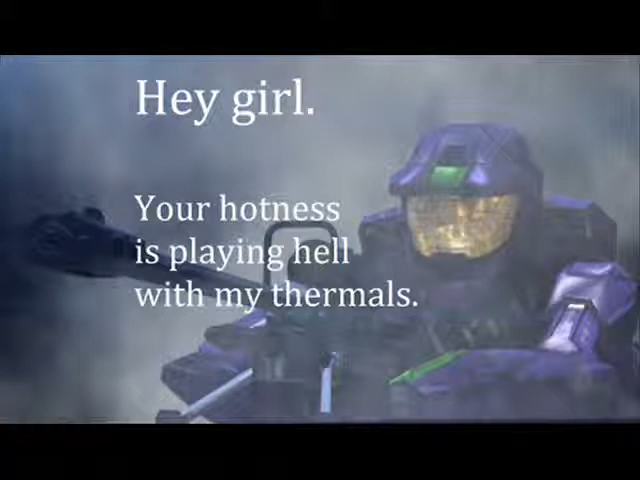 Hey girl.
Your hotness
is playing hell
with my thermals.